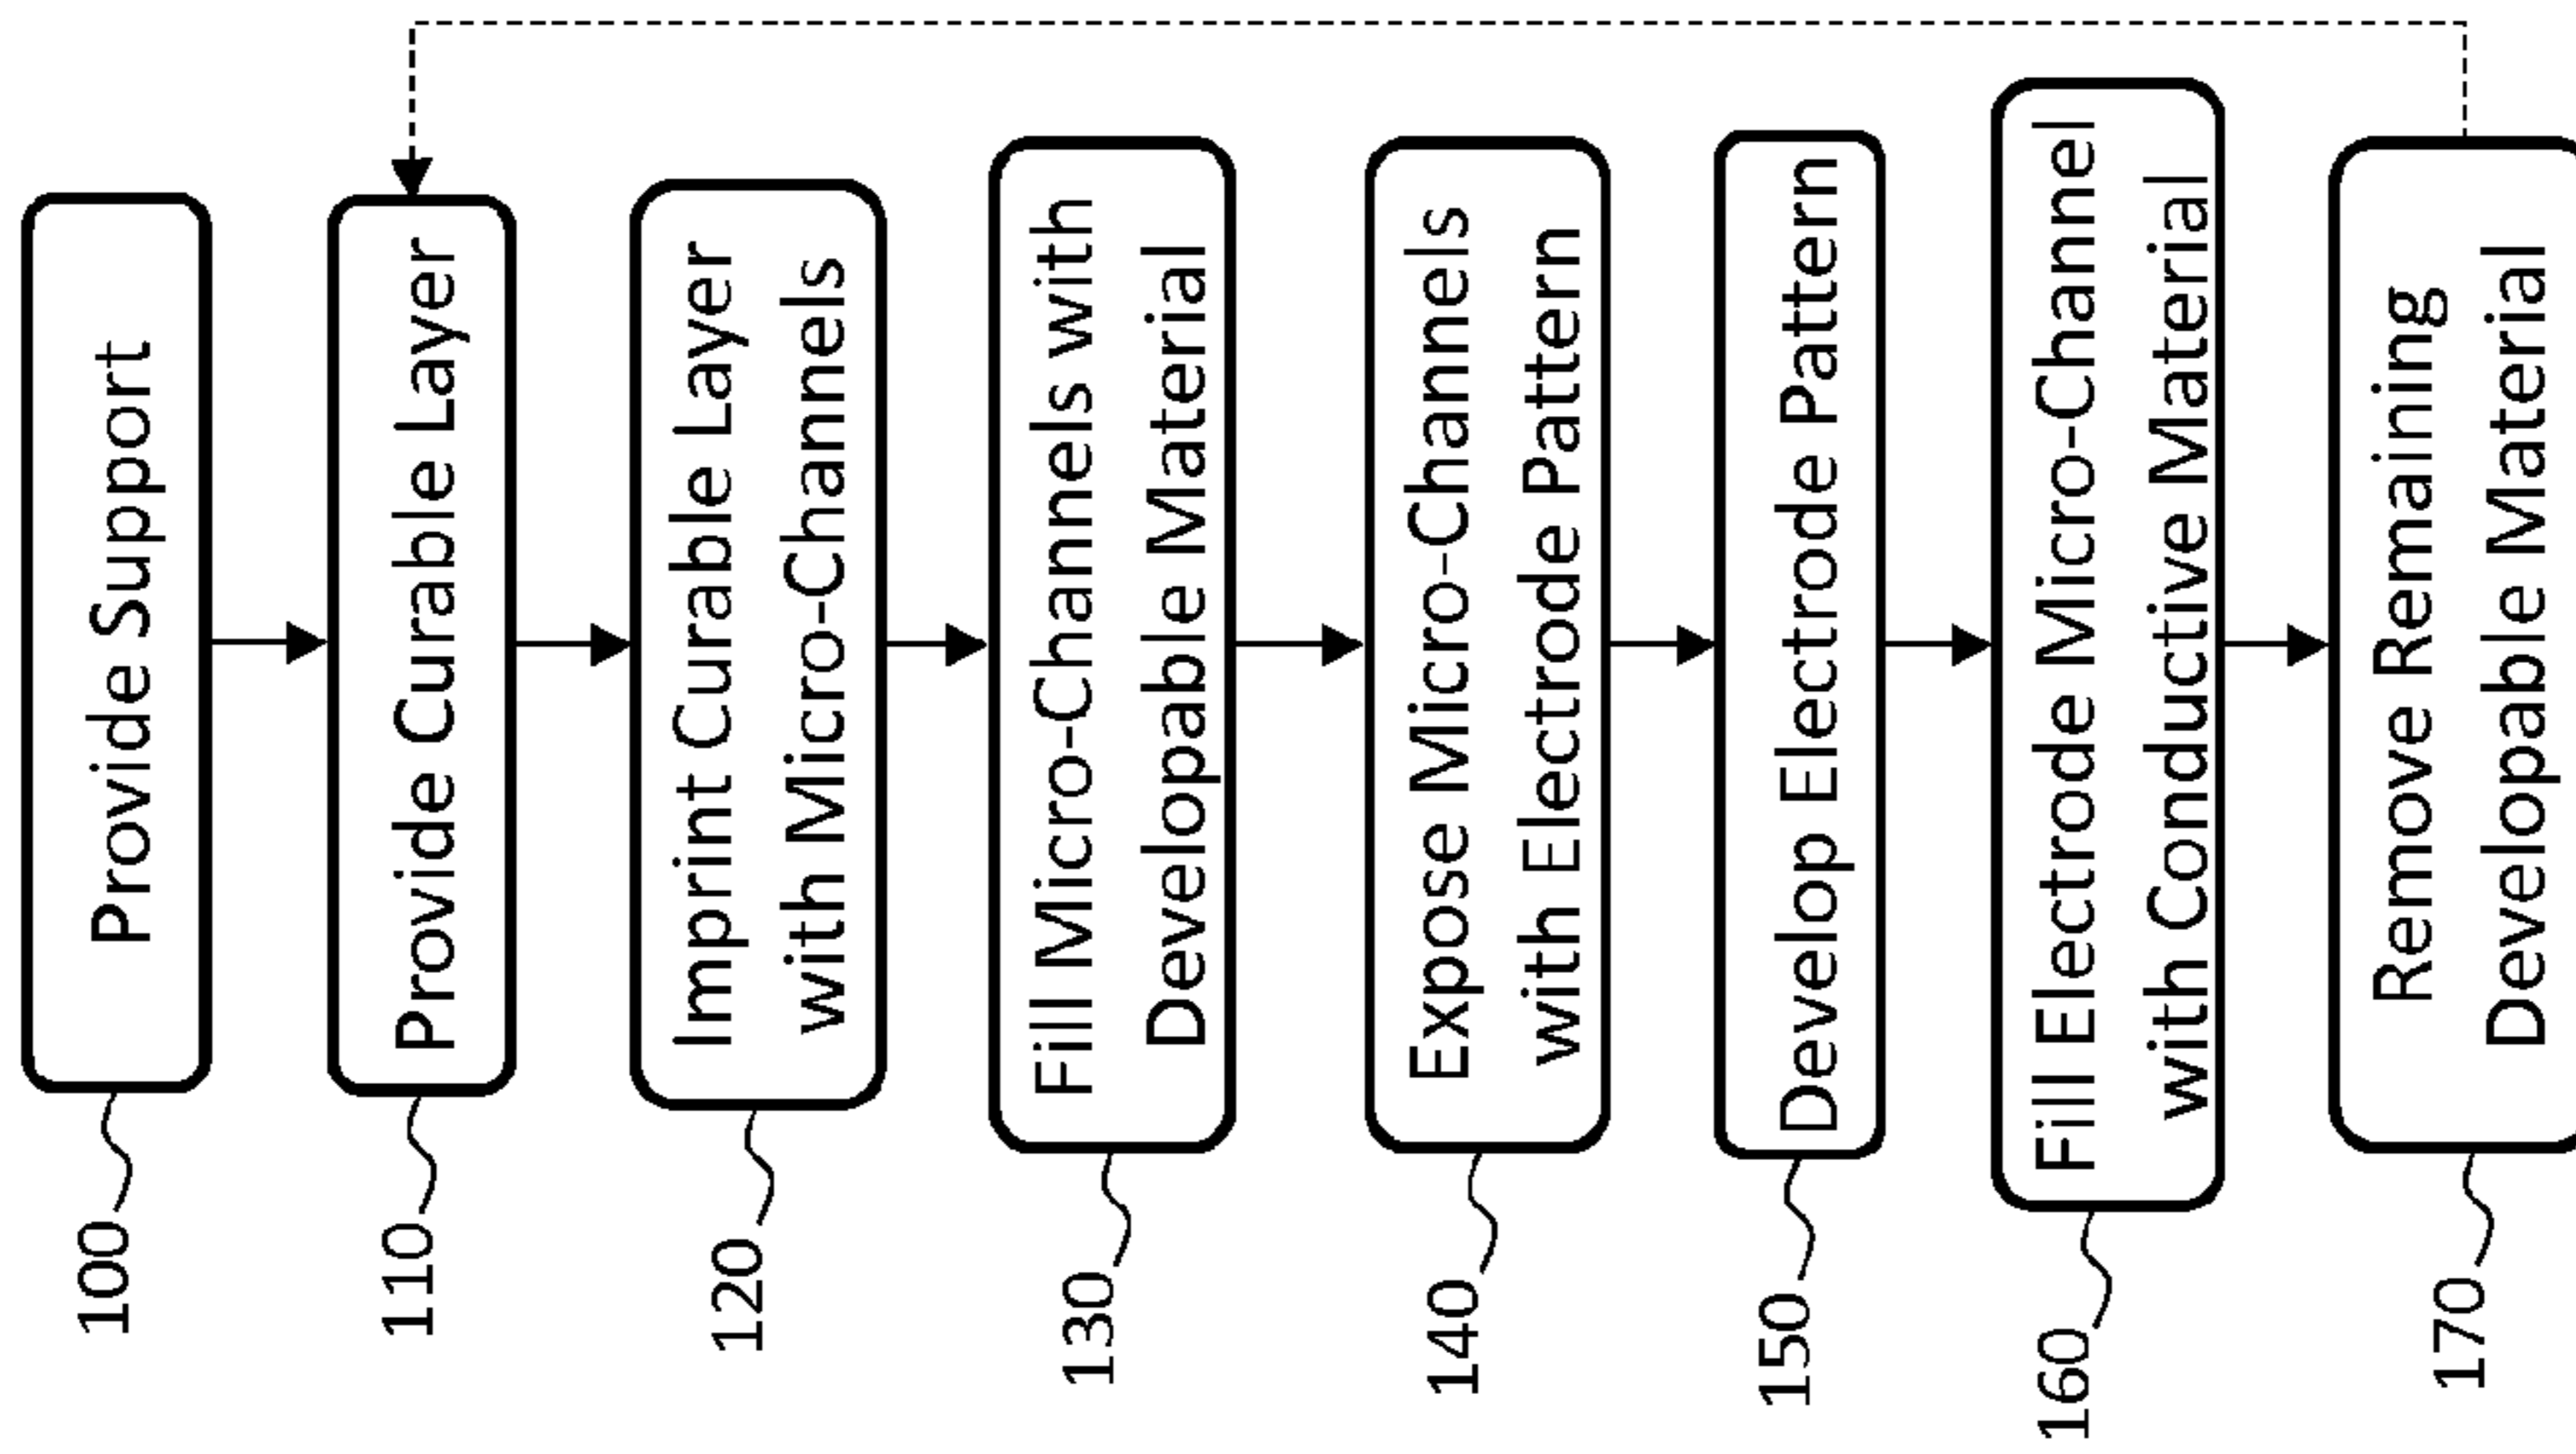 100
Provide Support
110
Provide Curable Layer
120
Imprint Curable Layer
with Micro-Channels
130
Fill Micro-Channels with
Developable Material
140
Expose Micro-Channels
with Electrode Pattern
150
Develop Electrode Pattern
160
Fill Electrode Micro-Channel
with Conductive Material
170
Remove Remaining
Developable Material